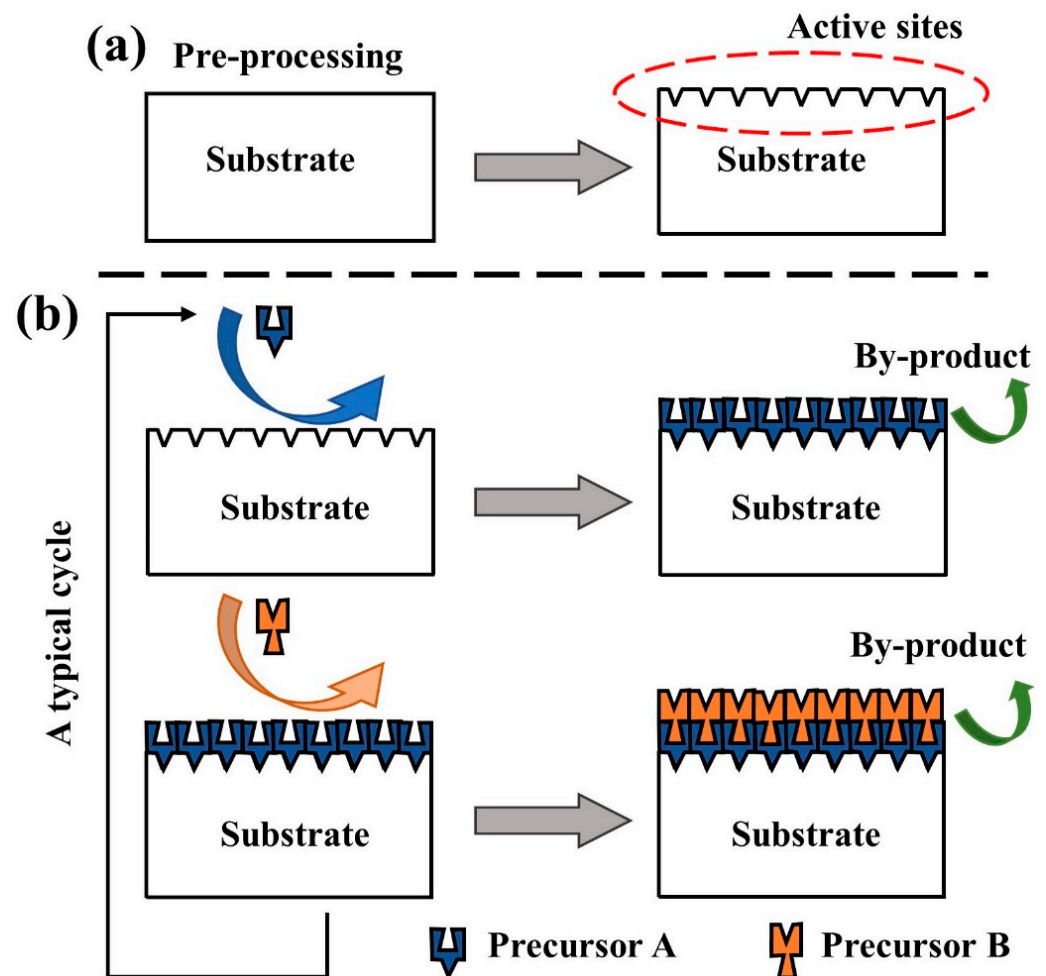 (a)
Pre-processing
Active sites
Substrate
Substrate
(b)
By-product
Substrate
Substrate
A typical cycle
By-product
Substrate
Substrate
Precursor A
Precursor B